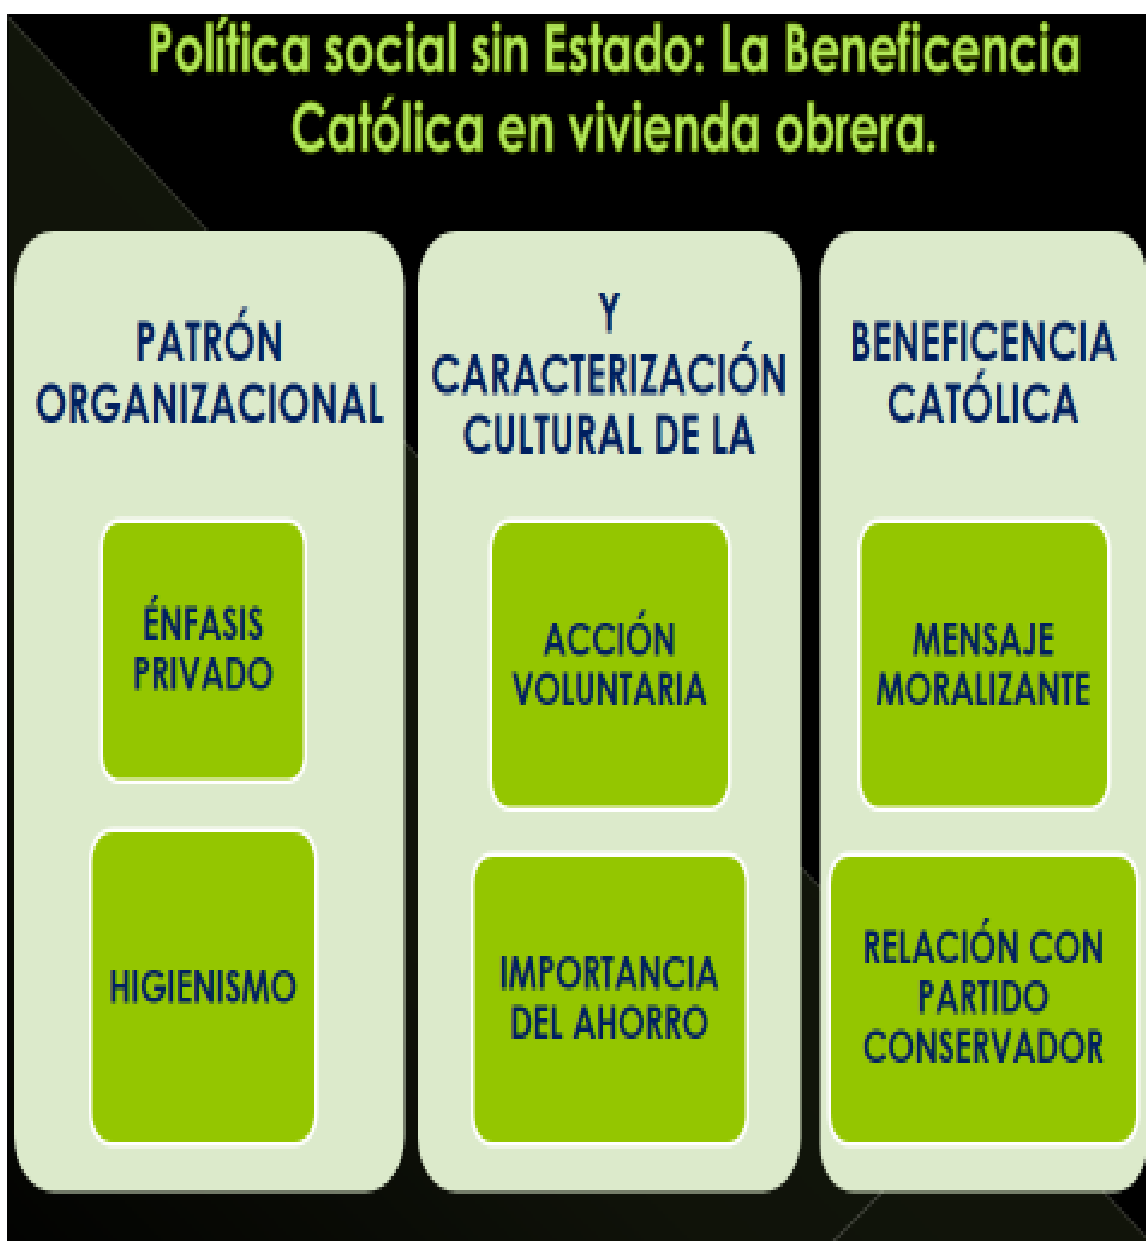 Política social sin Estado: La Beneficencia
Católica en vivienda obrera.
PATRÓN
ORGANIZACIONAL
ÉNFASIS
PRIVADO
HIGIENISMO
Y
CARACTERIZACIÓN
CULTURAL DE LA
ACCIÓN
VOLUNTARIA
IMPORTANCIA
DEL AHORRO
BENEFICENCIA
CATÓLICA
MENSAJE
MORALIZANTE
RELACIÓN CON
PARTIDO
CONSERVADOR